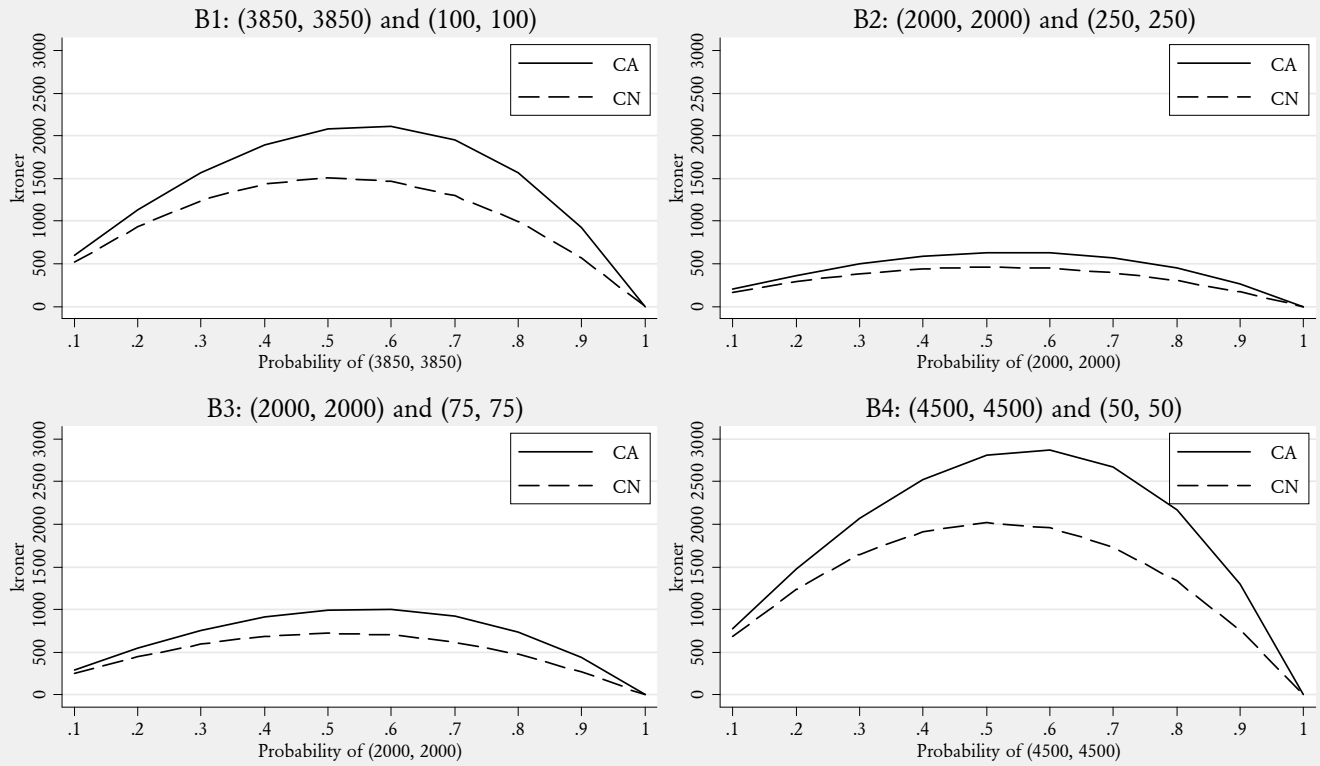 B1: (3850, 3850) and (100, 100)
CA
CN
kroner
0 500 1000 1500 2000 2500 3000
.1 .2 .3 .4 .5 .6 .7 .8 .9 1
Probability of (3850, 3850)
B2: (2000, 2000) and (250, 250)
CA
CN
kroner
0 500 1000 1500 2000 2500 3000
.1 .2 .3 .4 .5 .6 .7 .8 .9 1
Probability of (2000, 2000)
B3: (2000, 2000) and (75, 75)
CA
CN
kroner
0 500 1000 1500 2000 2500 3000
.1 .2 .3 .4 .5 .6 .7 .8 .9 1
Probability of (2000, 2000)
B4: (4500, 4500) and (50, 50)
CA
CN
kroner
0 500 1000 1500 2000 2500 3000
.1 .2 .3 .4 .5 .6 .7 .8 .9 1
Probability of (4500, 4500)